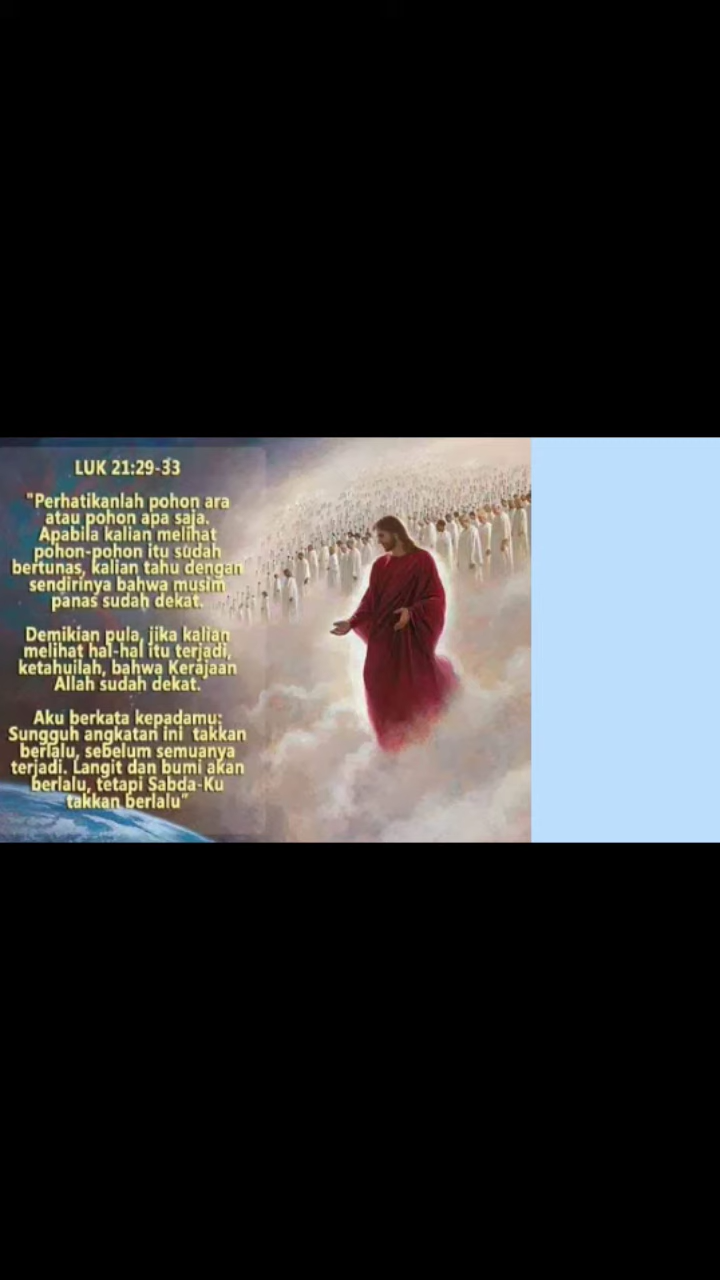 LUK 21:29-33
"Perhatikanlah pohon ara
atau pohon apa saja.
Apabila kalian melihat
pohon-pohon itu sudah
bertunas, kalian tahu dengan
sendirinya bahwa musim
panas sudah dekat.
Demikian pula, jika kalian
melihat hal-hal itu terjadi,
ketahuilah, bahwa Kerajaan
Allah sudah dekat.
Aku berkata kepadamu:
Sungguh angkatan ini takkan
berlalu, sebelum semuanya
terjadi. Langit dan bumi akan
berlalu, tetapi Sabda-Ku
takkan berlalu"